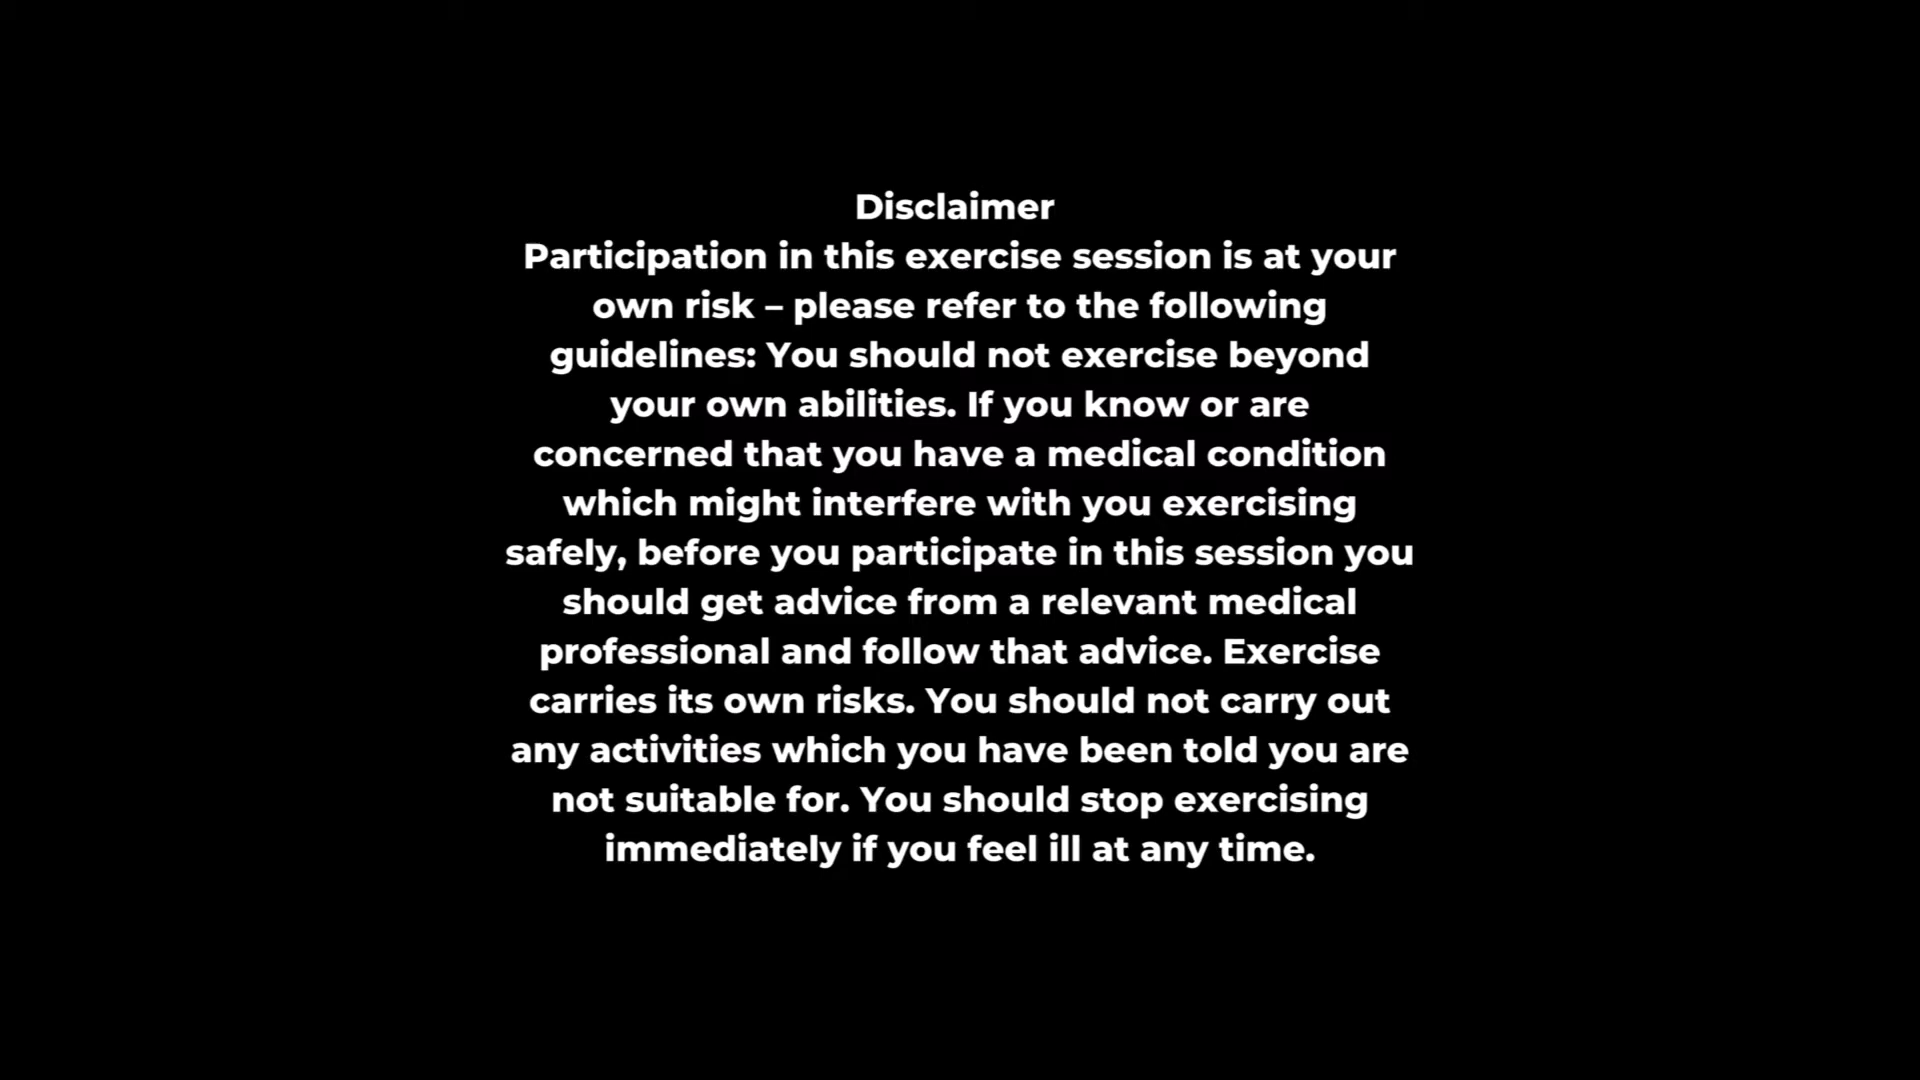 Disclaimer
Participation in this exercise session is at your
own risk – please refer to the following
guidelines: You should not exercise beyond
your own abilities. If you know or are
concerned that you have a medical condition
which might interfere with you exercising
safely, before you participate in this session you
should get advice from a relevant medical
professional and follow that advice. Exercise
carries its own risks. You should not carry out
any activities which you have been told you are
not suitable for. You should stop exercising
immediately if you feel ill at any time.